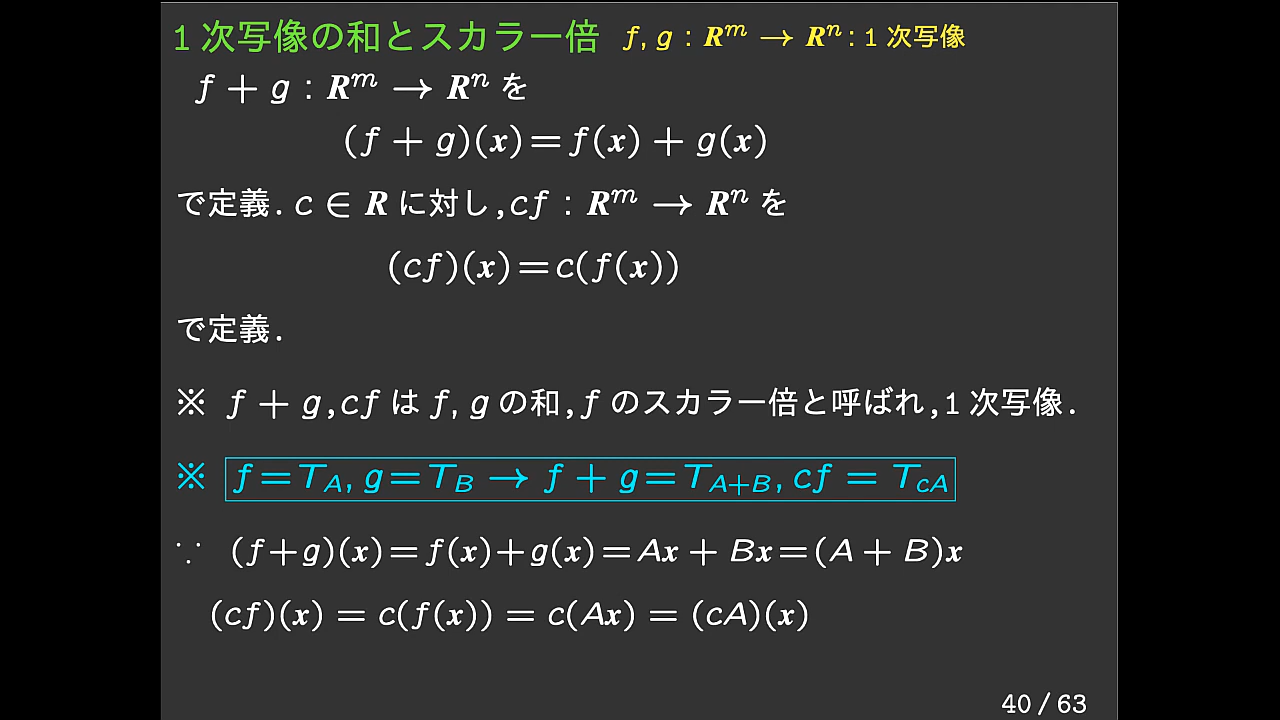 1 次写像の和とスカラー倍 f, g : R^m → R^n : 1 次写像
f + g : R^m → R^n を
(f + g)(x) = f(x) + g(x)
で定義. c ∈ R に対し, cf : R^m → R^n を
(cf)(x) = c(f(x))
で定義.
※ f + g, cf は f, g の和, f のスカラー倍と呼ばれ, 1 次写像.
※ f = T_A, g = T_B → f + g = T_{A+B}, cf = T_{cA}
∵ (f+g)(x) = f(x)+g(x) = Ax + Bx = (A + B)x
(cf)(x) = c(f(x)) = c(Ax) = (cA)(x)
40 / 63